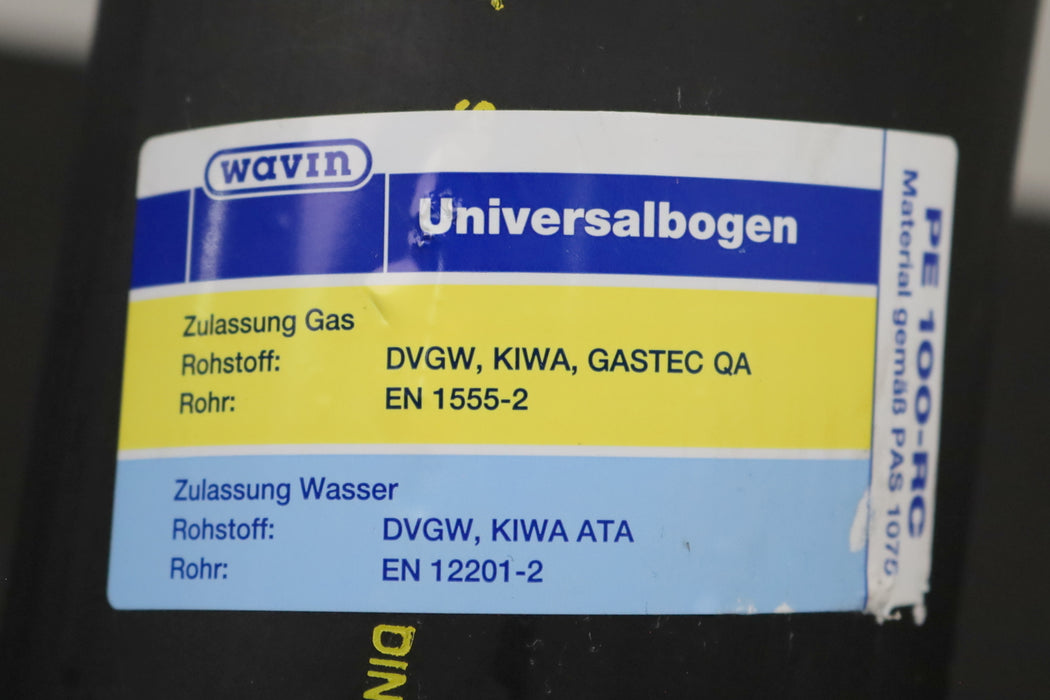 wavin
Universalbogen
Zulassung Gas
Rohstoff: DVGW, KIWA, GASTEC QA
Rohr: EN 1555-2
Zulassung Wasser
Rohstoff: DVGW, KIWA ATA
Rohr: EN 12201-2
PE 100-RC
Material gemäß PAS 1075
DIN